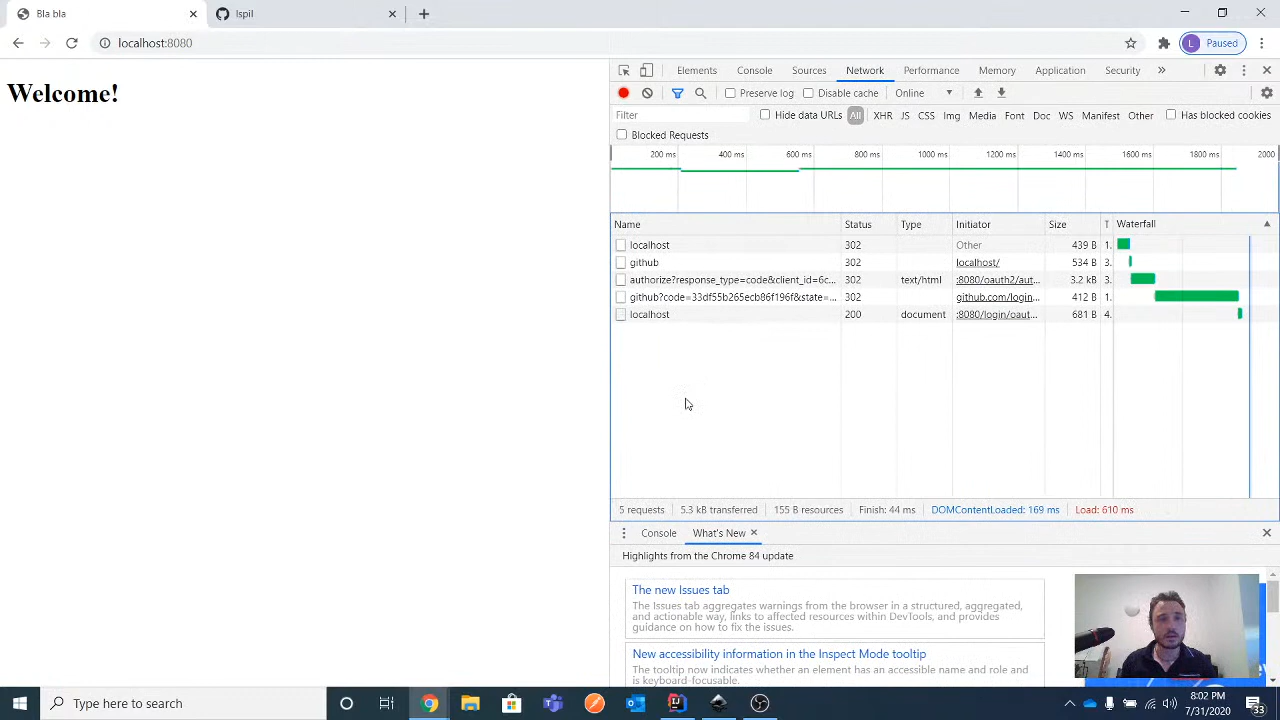 Bla bla
lspil
localhost:8080
Paused
Welcome!
Elements Console Sources Network Performance Memory Application Security
Preserve log Disable cache Online
Filter Hide data URLs All XHR JS CSS Img Media Font Doc WS Manifest Other Has blocked cookies
Blocked Requests
200 ms 400 ms 600 ms 800 ms 1000 ms 1200 ms 1400 ms 1600 ms 1800 ms 2000
Name Status Type Initiator Size T Waterfall
localhost 302 Other 439 B 1.
github 302 localhost/ 534 B 3.
authorize?response_type=code&client_id=6c... 302 text/html :8080/oauth2/aut... 3.2 kB 3.
github?code=33df55b265ecb86f196f&state=... 302 github.com/login... 412 B 1.
localhost 200 document :8080/login/oaut... 681 B 4.
5 requests 5.3 kB transferred 155 B resources Finish: 44 ms DOMContentLoaded: 169 ms Load: 610 ms
Console What's New
Highlights from the Chrome 84 update
The new Issues tab
The Issues tab aggregates warnings from the browser in a structured, aggregated,
and actionable way, links to affected resources within DevTools, and provides
guidance on how to fix the issues.
New accessibility information in the Inspect Mode tooltip
The tooltip now indicates whether an element has an accessible name and role and
is keyboard-focusable.
Type here to search
8:02 PM
7/31/2020
33